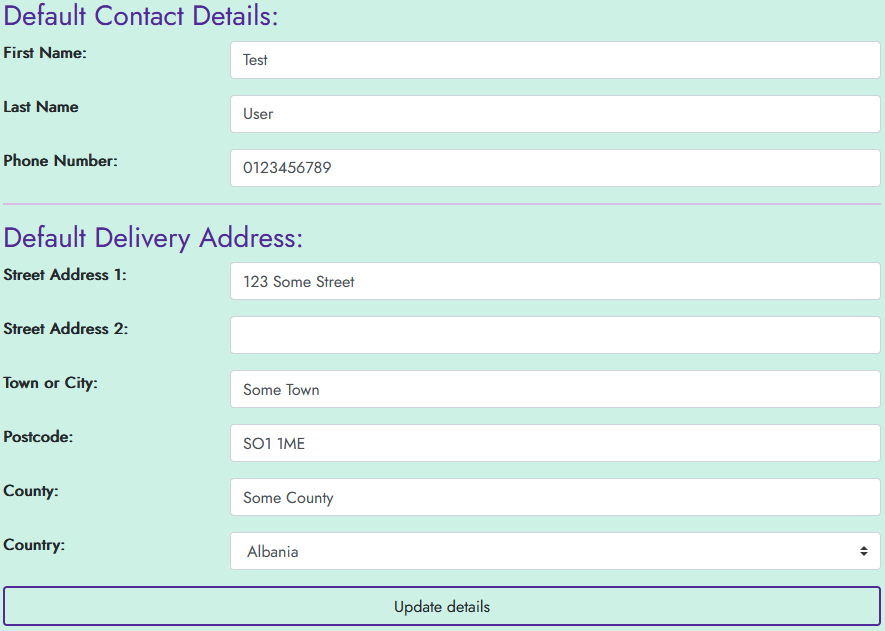 Default Contact Details:
First Name:
Test
Last Name
User
Phone Number:
0123456789
Default Delivery Address:
Street Address 1:
123 Some Street
Street Address 2:
Town or City:
Some Town
Postcode:
SO1 1ME
County:
Some County
Country:
Albania
Update details